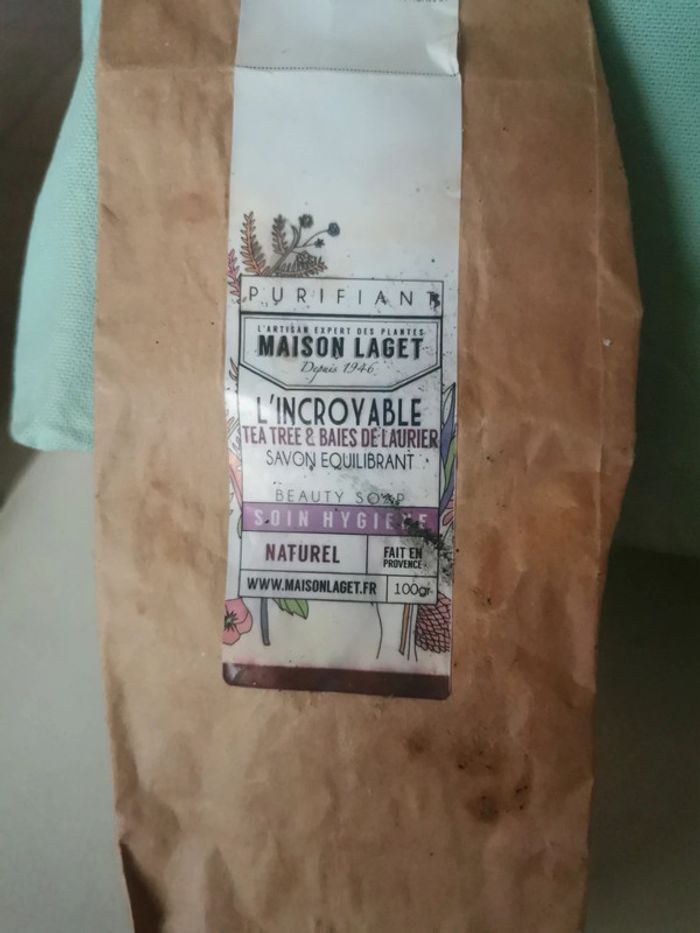 PURIFIANT
L'ARTISAN EXPERT DES PLANTES
MAISON LAGET
Depuis 1946
L'INCROYABLE
TEA TREE & BAIES DE LAURIER
SAVON EQUILIBRANT
BEAUTY SOAP
SOIN HYGIENE
NATUREL
FAIT EN
PROVENCE
WWW.MAISONLAGET.FR
100gr